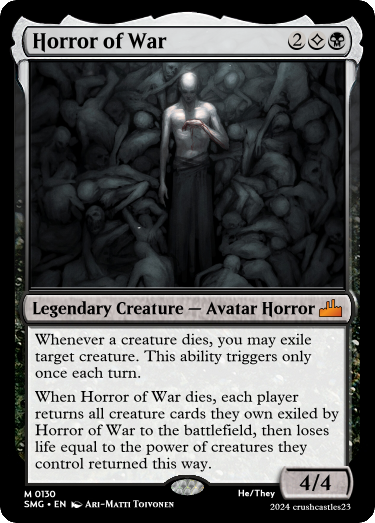 Horror of War
2 B
Legendary Creature — Avatar Horror
Whenever a creature dies, you may exile
target creature. This ability triggers only
once each turn.
When Horror of War dies, each player
returns all creature cards they own exiled by
Horror of War to the battlefield, then loses
life equal to the power of creatures they
control returned this way.
4/4
M 0130
He/They
SMG • EN Ari-Matti Toivonen
2024 crushcastles23